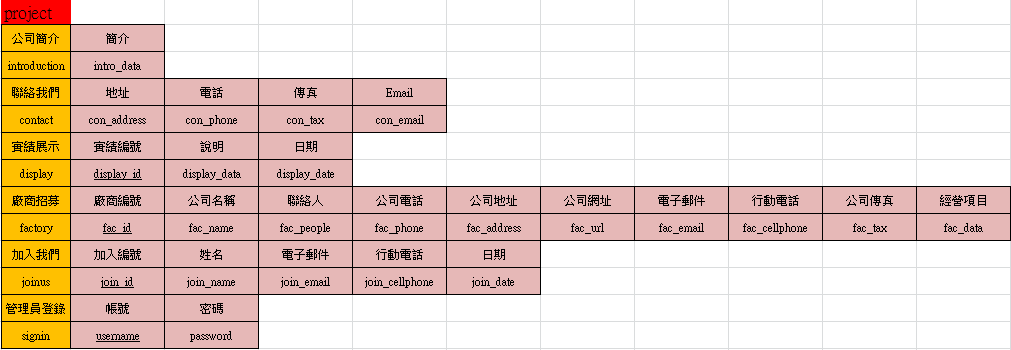 project
公司簡介 簡介
introduction intro_data
聯絡我們 地址 電話 傳真 Email
contact con_address con_phone con_tax con_email
實績展示 實績編號 說明 日期
display display_id display_data display_date
廠商招募 廠商編號 公司名稱 聯絡人 公司電話 公司地址 公司網址 電子郵件 行動電話 公司傳真 經營項目
factory fac_id fac_name fac_people fac_phone fac_address fac_url fac_email fac_cellphone fac_tax fac_data
加入我們 加入編號 姓名 電子郵件 行動電話 日期
joinus join_id join_name join_email join_cellphone join_date
管理員登錄 帳號 密碼
signin username password